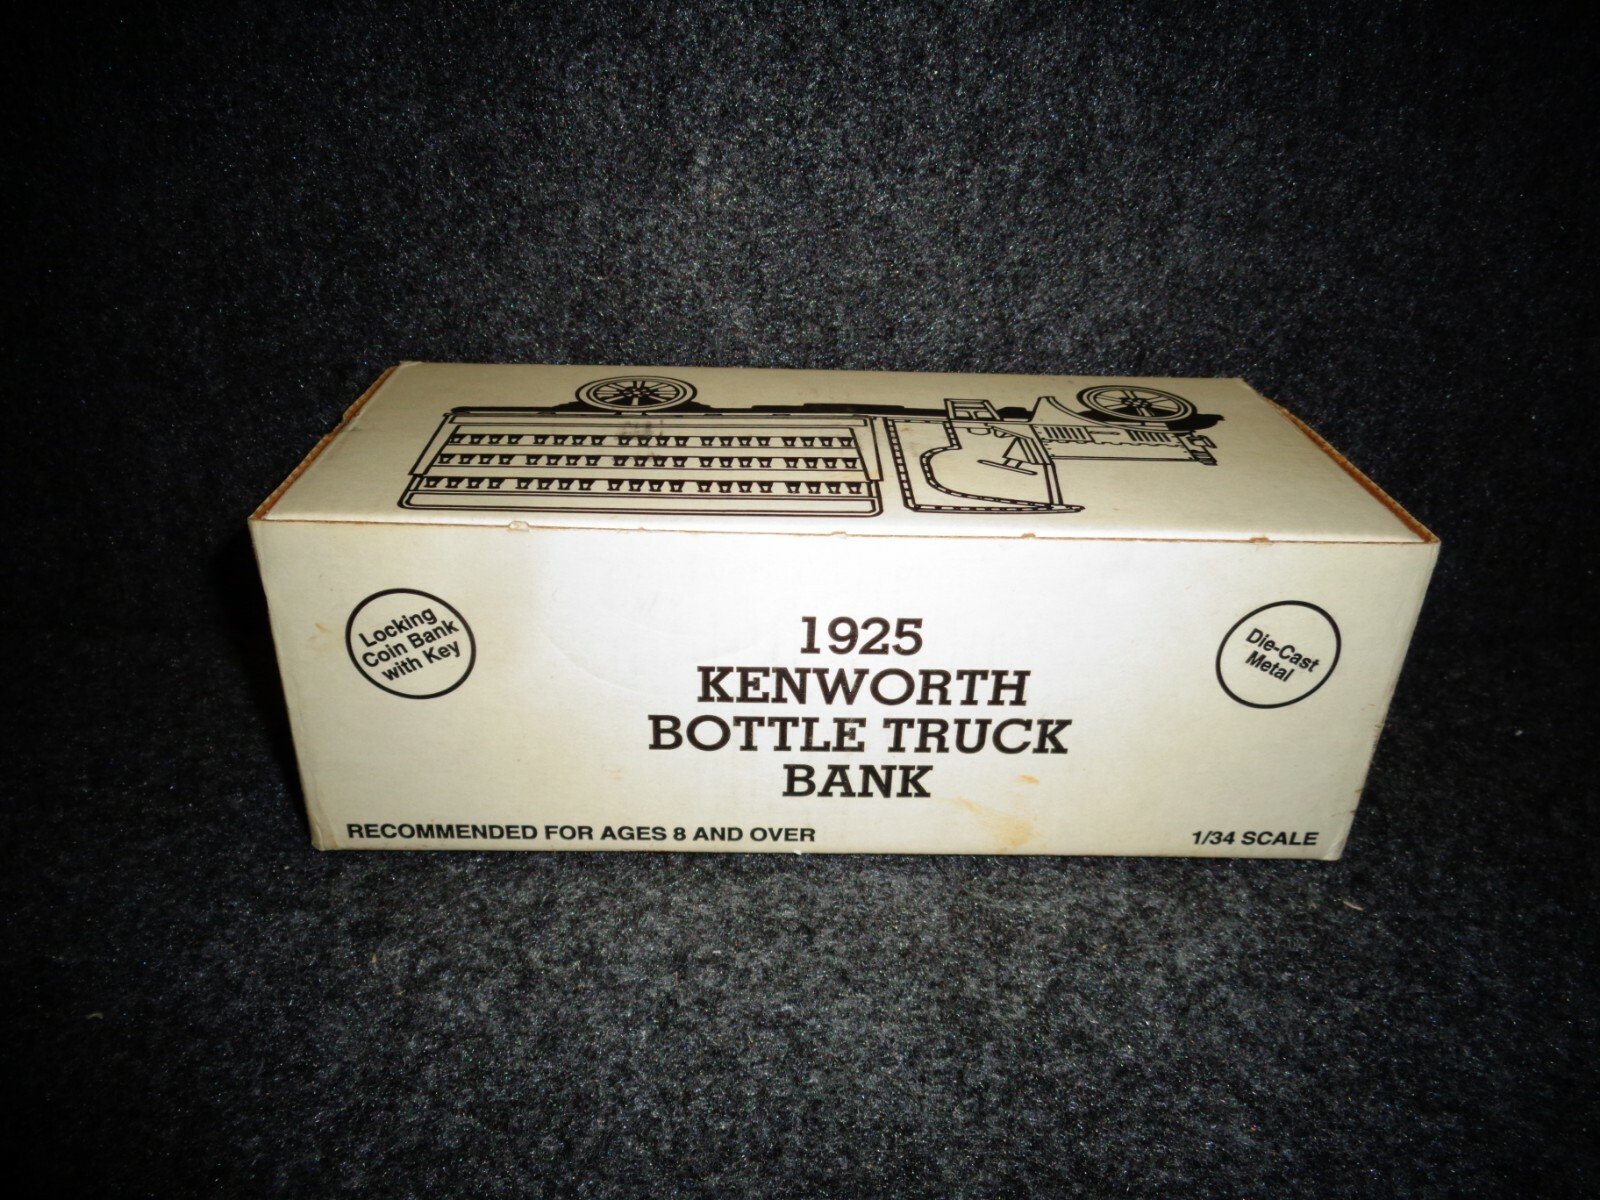 Locking
Coin Bank
with Key
1925
KENWORTH
BOTTLE TRUCK
BANK
Die-Cast
Metal
RECOMMENDED FOR AGES 8 AND OVER
1/34 SCALE